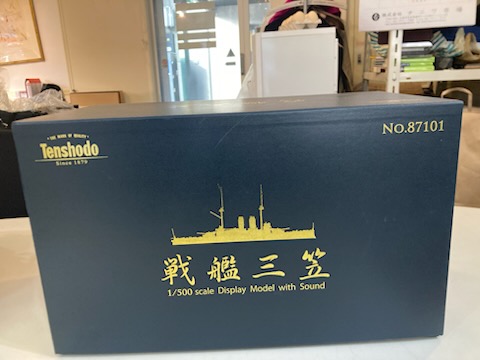 THE MARK OF QUALITY
Tenshodo
Since 1879
No.87101
戦艦三笠
1/500 scale Display Model with Sound